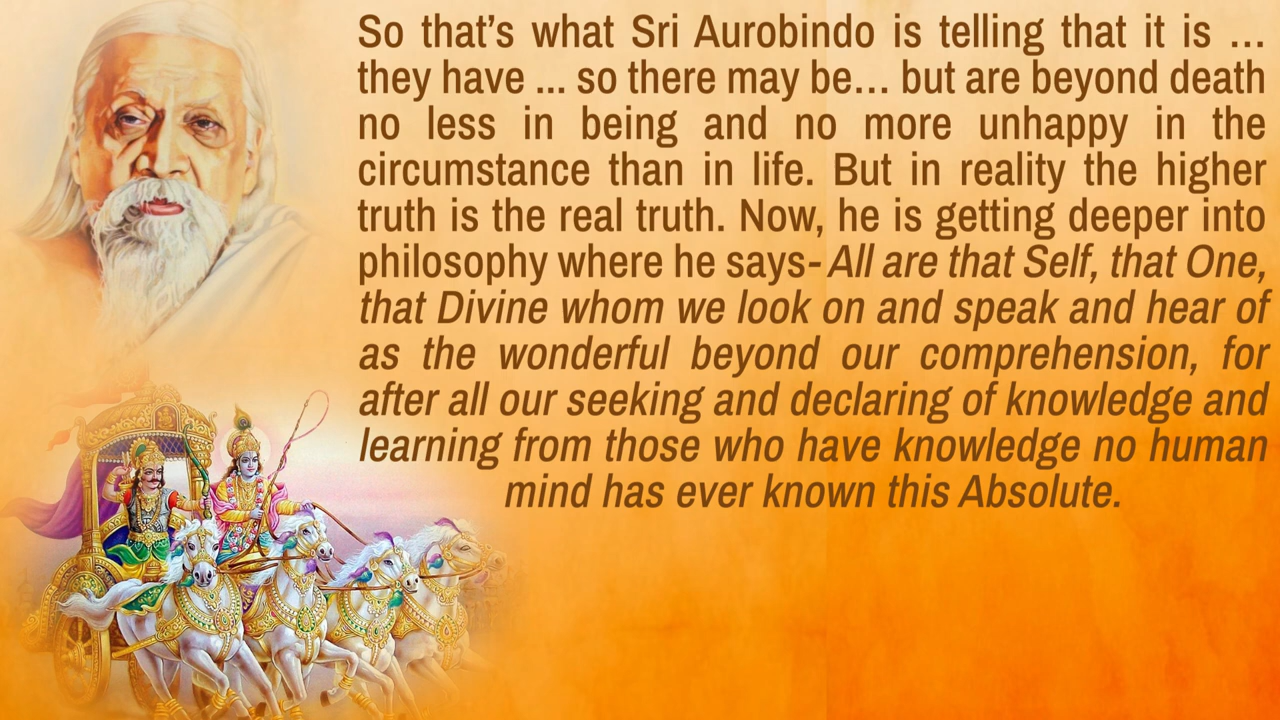 So that’s what Sri Aurobindo is telling that it is …
they have ... so there may be… but are beyond death
no less in being and no more unhappy in the
circumstance than in life. But in reality the higher
truth is the real truth. Now, he is getting deeper into
philosophy where he says- All are that Self, that One,
that Divine whom we look on and speak and hear of
as the wonderful beyond our comprehension, for
after all our seeking and declaring of knowledge and
learning from those who have knowledge no human
mind has ever known this Absolute.